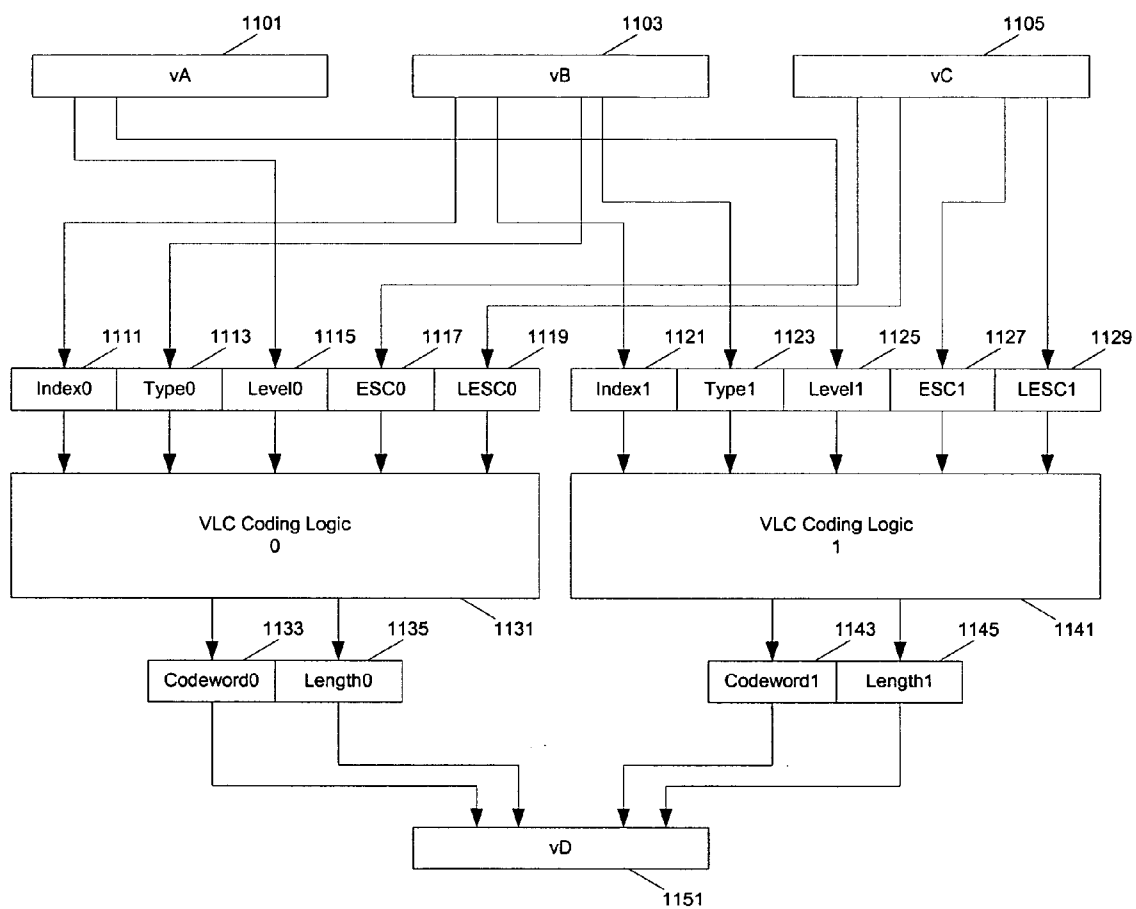 1101 1103 1105
vA vB vC
1111 1113 1115 1117 1119 1121 1123 1125 1127 1129
Index0 Type0 Level0 ESC0 LESC0 Index1 Type1 Level1 ESC1 LESC1
VLC Coding Logic VLC Coding Logic
0 1
1131 1141
1133 1135 1143 1145
Codeword0 Length0 Codeword1 Length1
vD
1151